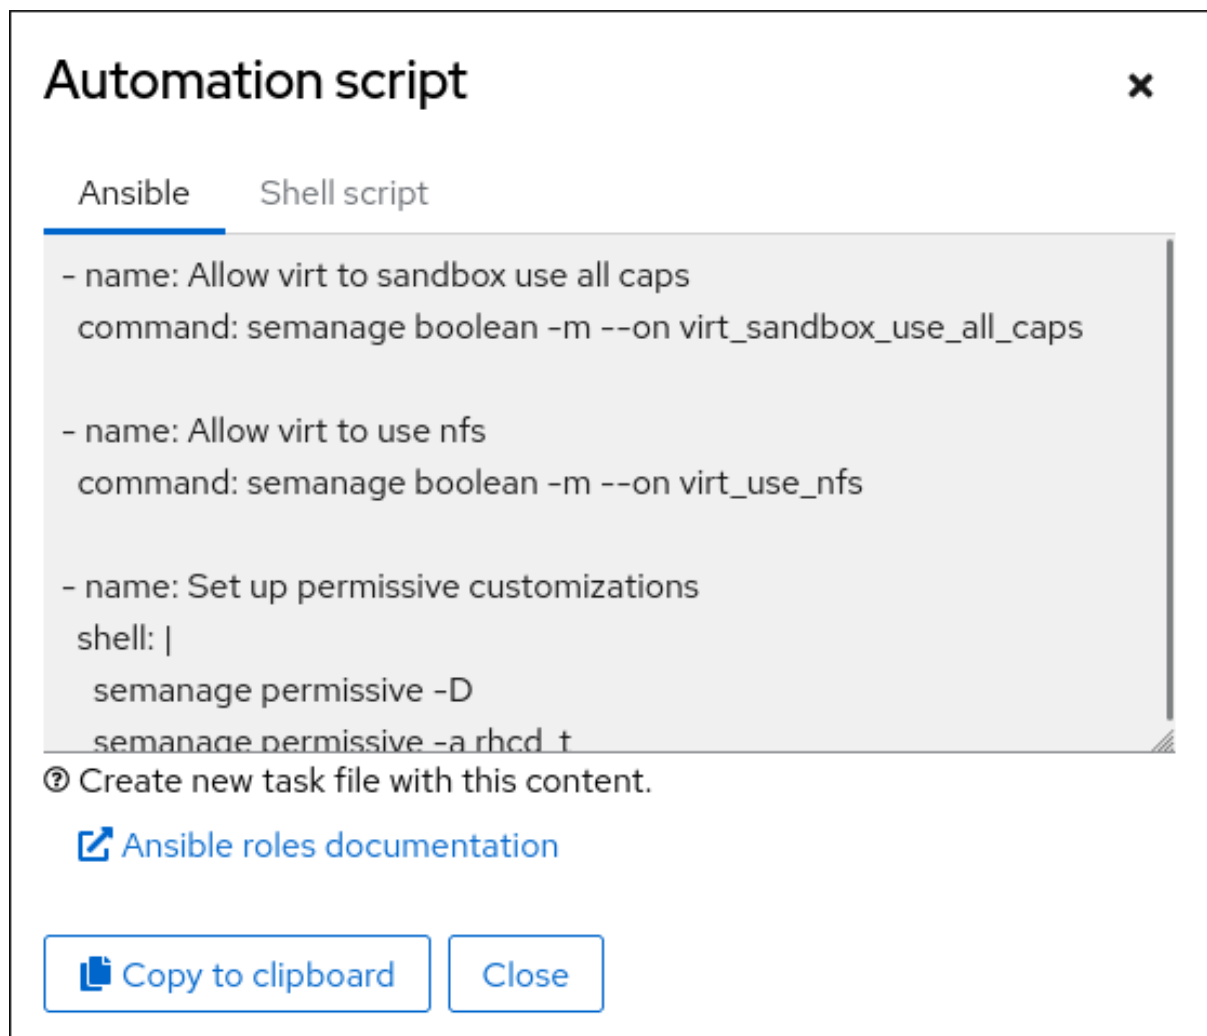 Automation script
Ansible
Shell script
- name: Allow virt to sandbox use all caps
  command: semanage boolean -m --on virt_sandbox_use_all_caps

- name: Allow virt to use nfs
  command: semanage boolean -m --on virt_use_nfs

- name: Set up permissive customizations
  shell: |
    semanage permissive -D
    semanage permissive -a rhcd_t
Create new task file with this content.
Ansible roles documentation
Copy to clipboard
Close